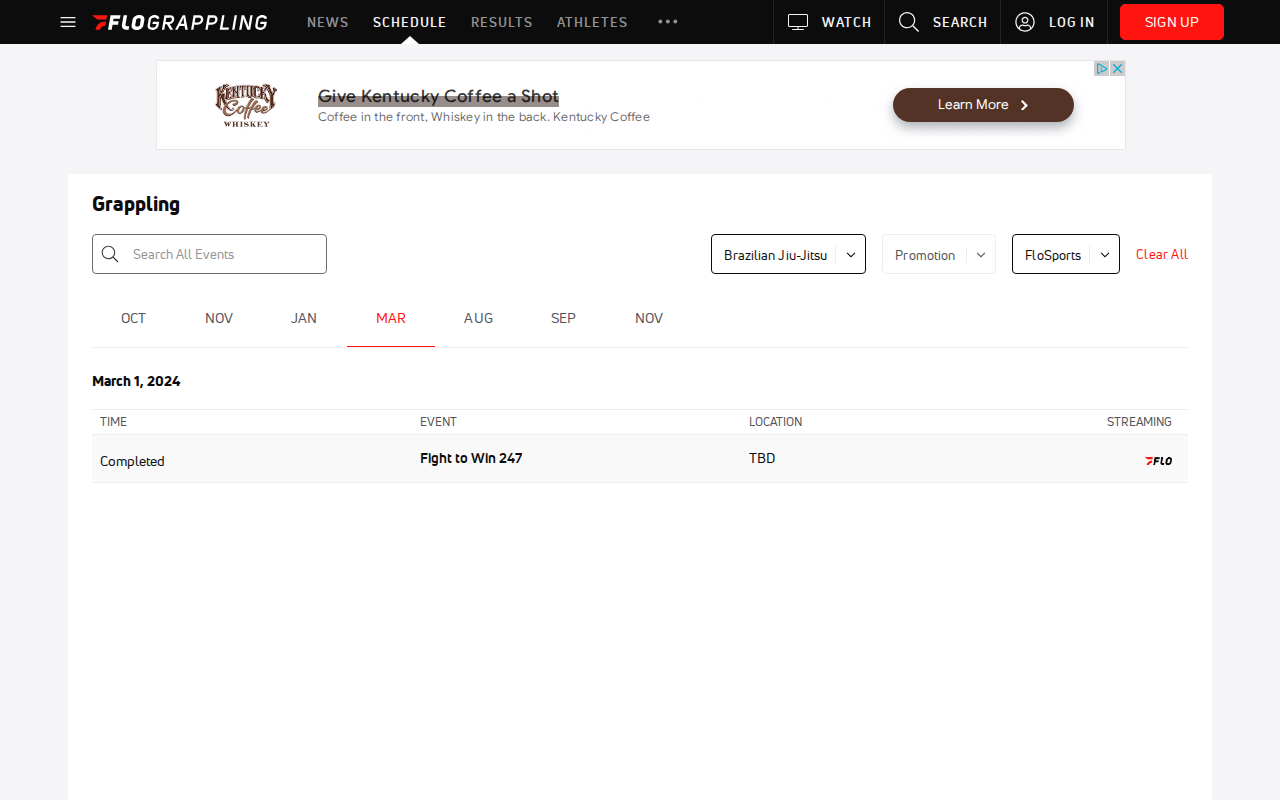 FLOGRAPPLING NEWS SCHEDULE RESULTS ATHLETES WATCH SEARCH LOG IN SIGN UP
KENTUCKY
Coffee
WHISKEY
Give Kentucky Coffee a Shot
Coffee in the front, Whiskey in the back. Kentucky Coffee
Learn More
Grappling
Search All Events Brazilian Jiu-Jitsu Promotion FloSports Clear All
OCT NOV JAN MAR AUG SEP NOV
March 1, 2024
TIME EVENT LOCATION STREAMING
Completed Fight to Win 247 TBD FLO